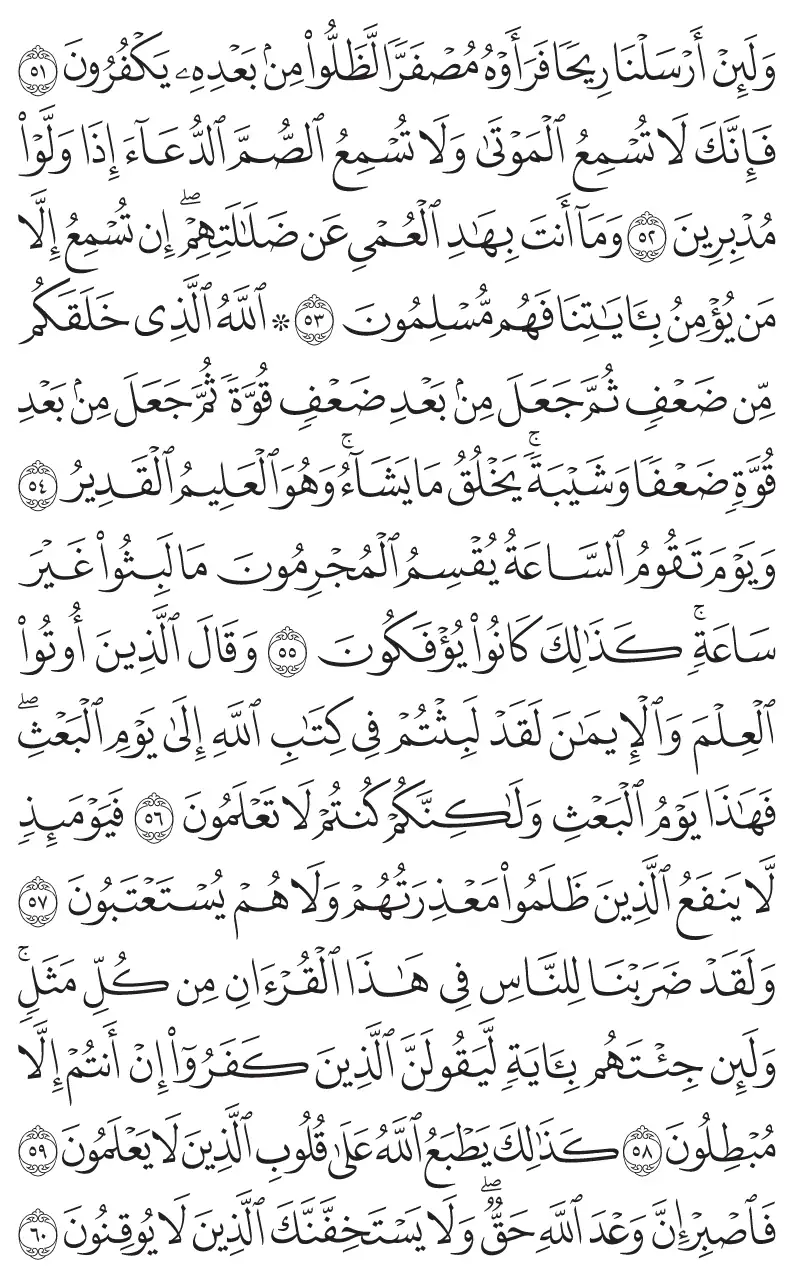 وَلَئِنۡ أَرۡسَلۡنَا رِيحٗا فَرَأَوۡهُ مُصۡفَرّٗا لَّظَلُّواْ مِنۢ بَعۡدِهِۦ يَكۡفُرُونَ ٥١
فَإِنَّكَ لَا تُسۡمِعُ ٱلۡمَوۡتَىٰ وَلَا تُسۡمِعُ ٱلصُّمَّ ٱلدُّعَآءَ إِذَا وَلَّوۡاْ
مُدۡبِرِينَ ٥٢ وَمَآ أَنتَ بِهَٰدِ ٱلۡعُمۡيِ عَن ضَلَٰلَتِهِمۡۖ إِن تُسۡمِعُ إِلَّا
مَن يُؤۡمِنُ بِـَٔايَٰتِنَا فَهُم مُّسۡلِمُونَ ٥٣ ۞ ٱللَّهُ ٱلَّذِي خَلَقَكُم
مِّن ضَعۡفٖ ثُمَّ جَعَلَ مِنۢ بَعۡدِ ضَعۡفٖ قُوَّةٗ ثُمَّ جَعَلَ مِنۢ بَعۡدِ
قُوَّةٖ ضَعۡفٗا وَشَيۡبَةٗۚ يَخۡلُقُ مَا يَشَآءُۚ وَهُوَ ٱلۡعَلِيمُ ٱلۡقَدِيرُ ٥٤
وَيَوۡمَ تَقُومُ ٱلسَّاعَةُ يُقۡسِمُ ٱلۡمُجۡرِمُونَ مَا لَبِثُواْ غَيۡرَ
سَاعَةٖۚ كَذَٰلِكَ كَانُواْ يُؤۡفَكُونَ ٥٥ وَقَالَ ٱلَّذِينَ أُوتُواْ
ٱلۡعِلۡمَ وَٱلۡإِيمَٰنَ لَقَدۡ لَبِثۡتُمۡ فِي كِتَٰبِ ٱللَّهِ إِلَىٰ يَوۡمِ ٱلۡبَعۡثِۖ
فَهَٰذَا يَوۡمُ ٱلۡبَعۡثِ وَلَٰكِنَّكُمۡ كُنتُمۡ لَا تَعۡلَمُونَ ٥٦ فَيَوۡمَئِذٖ
لَّا يَنفَعُ ٱلَّذِينَ ظَلَمُواْ مَعۡذِرَتُهُمۡ وَلَا هُمۡ يُسۡتَعۡتَبُونَ ٥٧
وَلَقَدۡ ضَرَبۡنَا لِلنَّاسِ فِي هَٰذَا ٱلۡقُرۡءَانِ مِن كُلِّ مَثَلٖۚ
وَلَئِن جِئۡتَهُم بِـَٔايَةٖ لَّيَقُولَنَّ ٱلَّذِينَ كَفَرُوٓاْ إِنۡ أَنتُمۡ إِلَّا
مُبۡطِلُونَ ٥٨ كَذَٰلِكَ يَطۡبَعُ ٱللَّهُ عَلَىٰ قُلُوبِ ٱلَّذِينَ لَا يَعۡلَمُونَ ٥٩
فَٱصۡبِرۡ إِنَّ وَعۡدَ ٱللَّهِ حَقّٞۖ وَلَا يَسۡتَخِفَّنَّكَ ٱلَّذِينَ لَا يُوقِنُونَ ٦٠